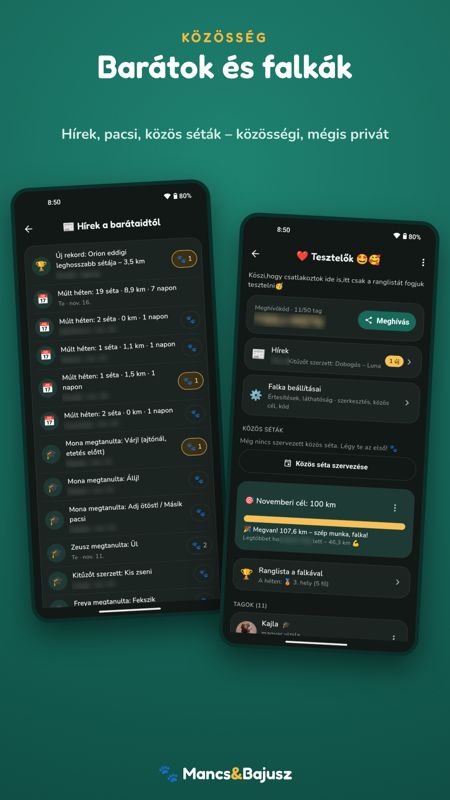 KÖZÖSSÉG
Barátok és falkák
Hírek, pacsi, közös séták – közösségi, mégis privát
8:50
80%
Hírek a barátaidtól
Új rekord: Orion eddigi
leghosszabb sétája – 3,5 km
1
Múlt héten: 19 séta · 8,9 km · 7 napon
Te · nov. 16.
Múlt héten: 2 séta · 0 km · 1 napon
Múlt héten: 1 séta · 1,1 km · 1 napon
Múlt héten: 1 séta · 1,5 km · 1
napon
1
Múlt héten: 2 séta · 0 km · 1 napon
Mona megtanulta: Várj! (ajtónál,
etetés előtt)
1
Mona megtanulta: Állj!
Mona megtanulta: Adj ötöst! / Másik
pacsi
Zeusz megtanulta: Ül
Te · nov. 11.
2
Kitűzőt szerzett: Kis zseni
Freya megtanulta: Fekszik
8:50
80%
❤️ Tesztelők 🤩🥰
Köszi,hogy csatlakoztok ide is,itt csak a ranglistát fogjuk
tesztelni🥳
Meghívókód · 11/50 tag
Meghívás
Hírek
Kitűzőt szerzett: Dobogós – Luna
1 új
Falka beállításai
Értesítések, láthatóság · szerkesztés, közös
cél, kód
KÖZÖS SÉTÁK
Még nincs szervezett közös séta. Légy te az első! 🐾
Közös séta szervezése
🎯 Novemberi cél: 100 km
🎉 Megvan! 107,6 km – szép munka, falka!
Legtöbbet – 46,3 km 💪
Ranglista a falkával
A héten: 🥉 3. hely (5 fő)
TAGOK (11)
Kajla 🎓
Mancs&Bajusz